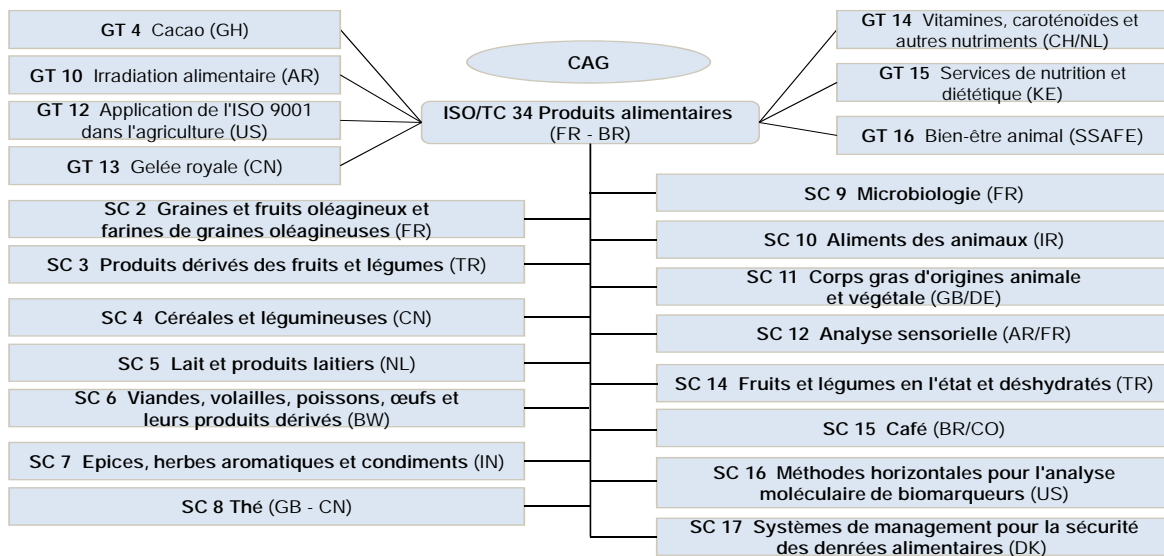 GT 4 Cacao (GH)
GT 10 Irradiation alimentaire (AR)
GT 12 Application de l'ISO 9001
dans l'agriculture (US)
GT 13 Gelée royale (CN)
CAG
ISO/TC 34 Produits alimentaires
(FR - BR)
GT 14 Vitamines, caroténoïdes et
autres nutriments (CH/NL)
GT 15 Services de nutrition et
diététique (KE)
GT 16 Bien-être animal (SSAFE)
SC 2 Graines et fruits oléagineux et
farines de graines oléagineuses (FR)
SC 3 Produits dérivés des fruits et légumes (TR)
SC 4 Céréales et légumineuses (CN)
SC 5 Lait et produits laitiers (NL)
SC 6 Viandes, volailles, poissons, œufs et
leurs produits dérivés (BW)
SC 7 Epices, herbes aromatiques et condiments (IN)
SC 8 Thé (GB - CN)
SC 9 Microbiologie (FR)
SC 10 Aliments des animaux (IR)
SC 11 Corps gras d'origines animale
et végétale (GB/DE)
SC 12 Analyse sensorielle (AR/FR)
SC 14 Fruits et légumes en l'état et déshydratés (TR)
SC 15 Café (BR/CO)
SC 16 Méthodes horizontales pour l'analyse
moléculaire de biomarqueurs (US)
SC 17 Systèmes de management pour la sécurité
des denrées alimentaires (DK)